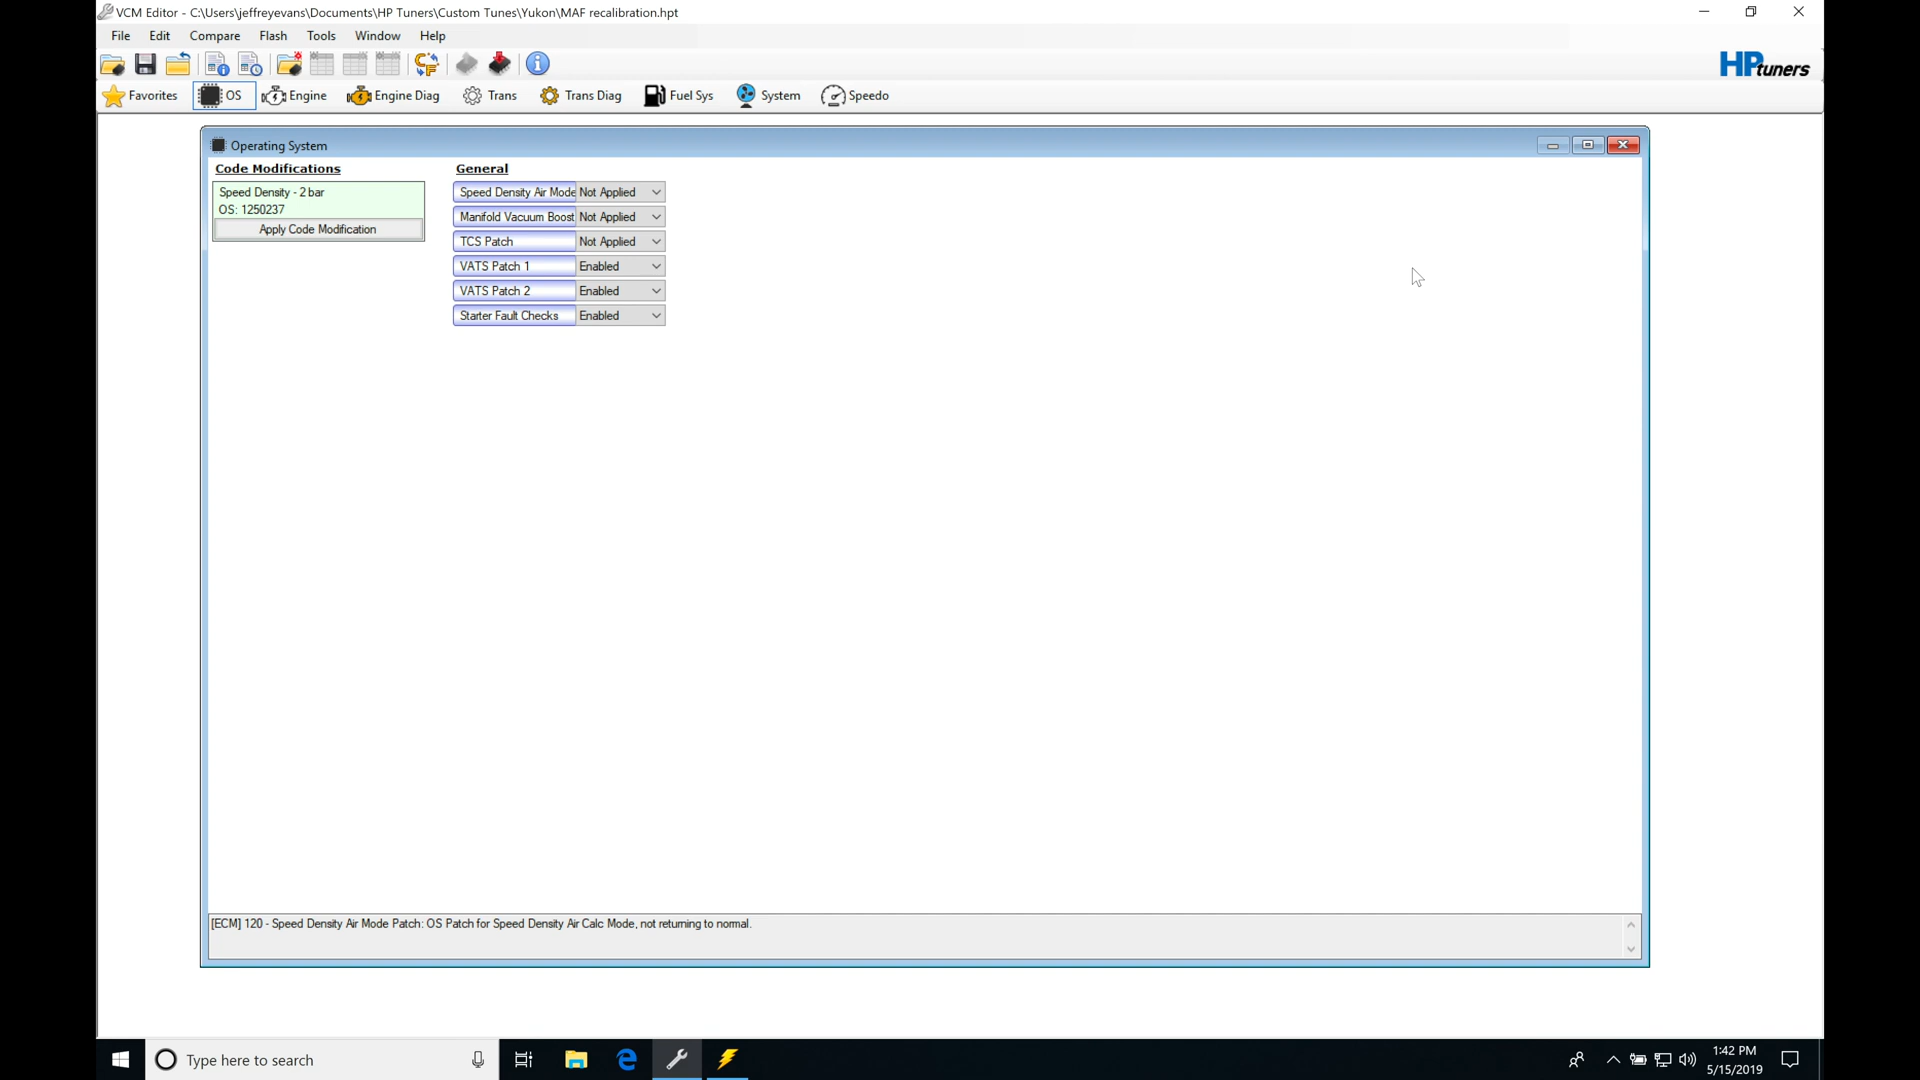 VCM Editor - C:\Users\jeffreyevans\Documents\HP Tuners\Custom Tunes\Yukon\MAF recalibration.hpt
File Edit Compare Flash Tools Window Help
HPtuners
Favorites OS Engine Engine Diag Trans Trans Diag Fuel Sys System Speedo
Operating System
Code Modifications
Speed Density - 2 bar
OS: 1250237
Apply Code Modification
General
Speed Density Air Mode Not Applied
Manifold Vacuum Boost Not Applied
TCS Patch Not Applied
VATS Patch 1 Enabled
VATS Patch 2 Enabled
Starter Fault Checks Enabled
[ECM] 120 - Speed Density Air Mode Patch: OS Patch for Speed Density Air Calc Mode, not returning to normal.
Type here to search
1:42 PM
5/15/2019